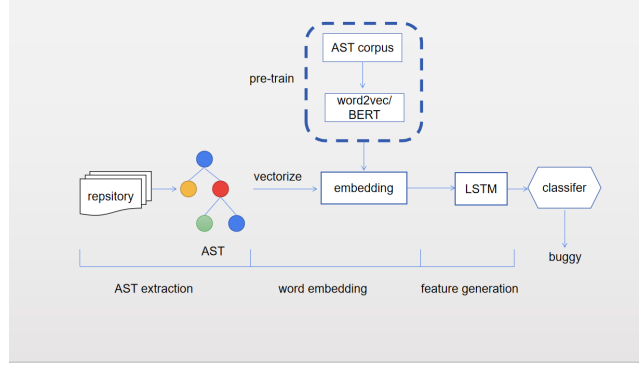 AST corpus
pre-train
word2vec/
BERT
repsitory
vectorize
embedding
LSTM
classifer
AST
buggy
AST extraction
word embedding
feature generation